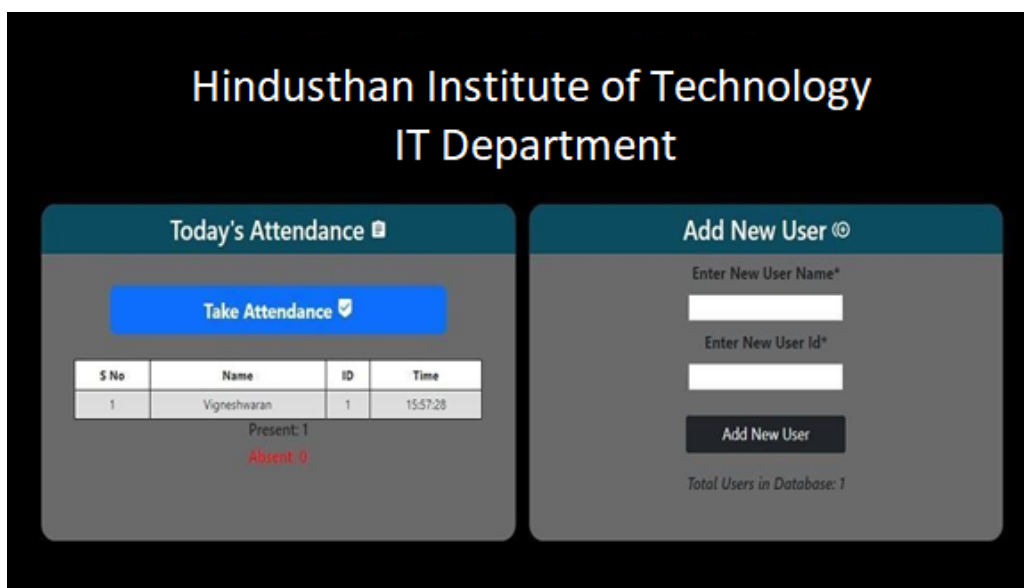 Hindusthan Institute of Technology
IT Department
Today's Attendance
Take Attendance
S No Name ID Time
1 Vigneshwaran 1 15:57:28
Present: 1
Absent: 0
Add New User
Enter New User Name*
Enter New User Id*
Add New User
Total Users in Database: 1